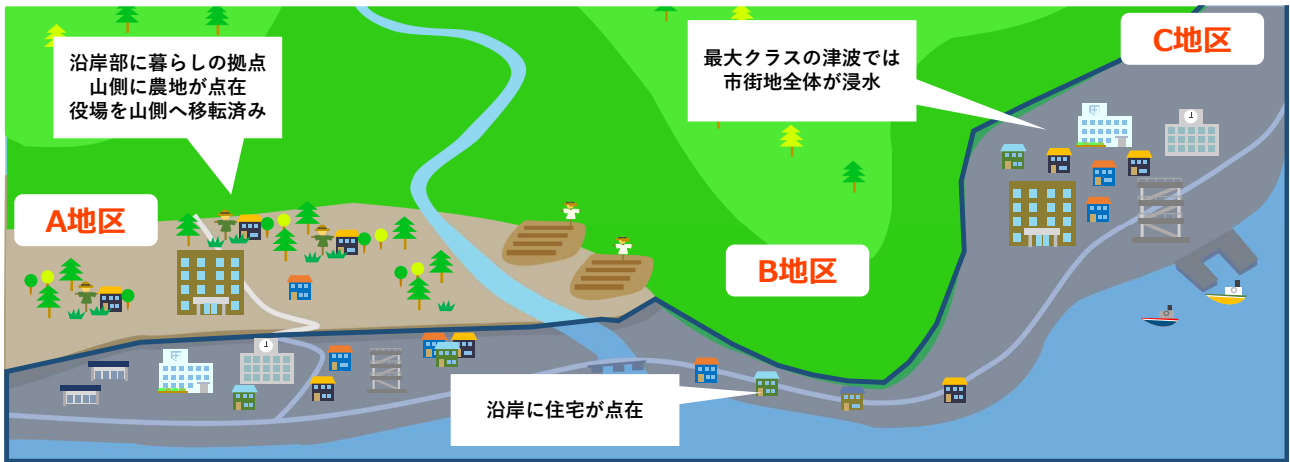 C地区
沿岸部に暮らしの拠点
山側に農地が点在
役場を山側へ移転済み
最大クラスの津波では
市街地全体が浸水
A地区
B地区
沿岸に住宅が点在